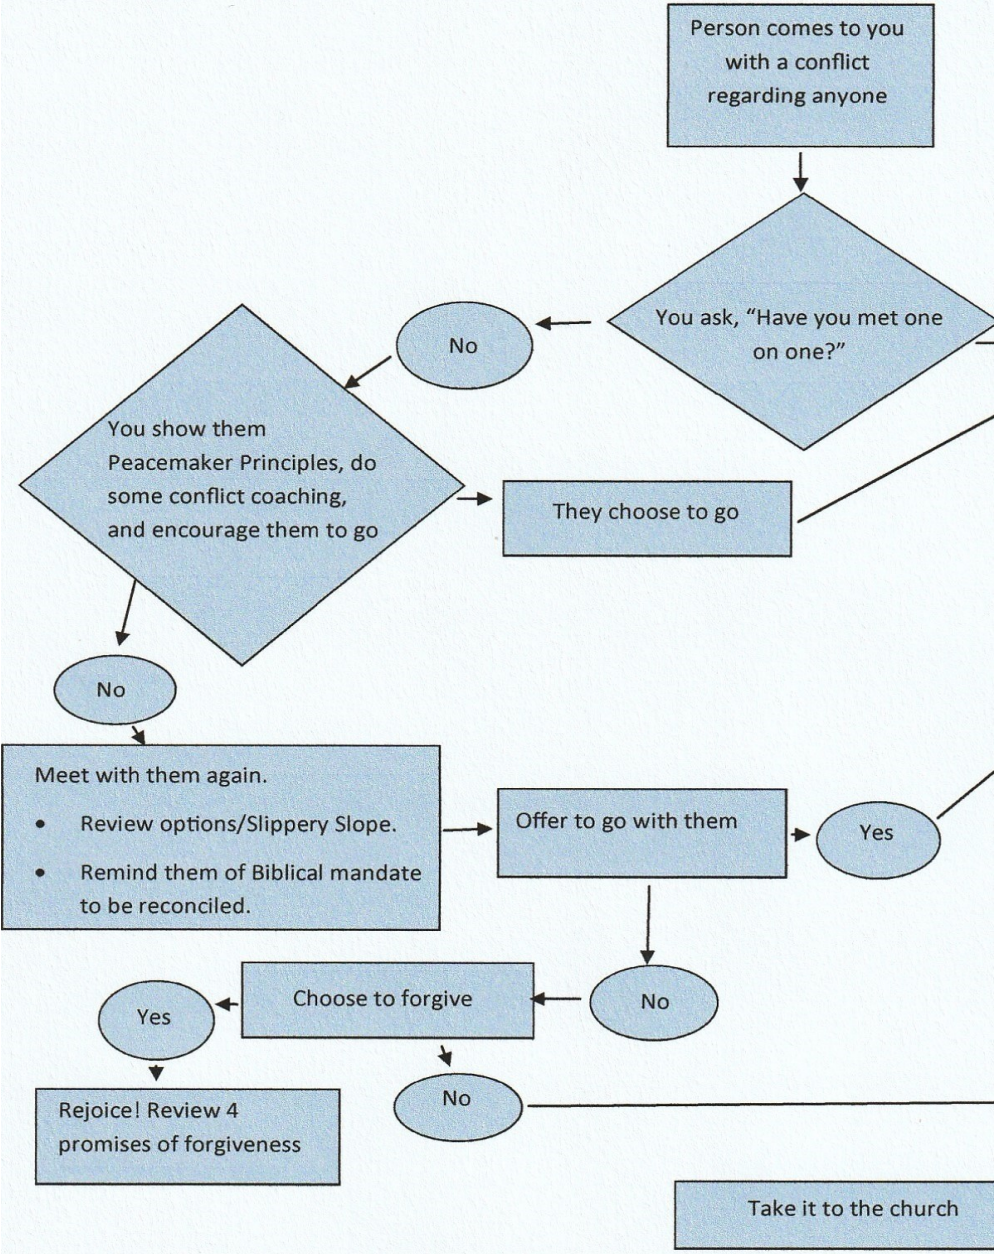 Person comes to you
with a conflict
regarding anyone
You ask, “Have you met one
on one?”
No
You show them
Peacemaker Principles, do
some conflict coaching,
and encourage them to go
They choose to go
No
Meet with them again.
• Review options/Slippery Slope.
• Remind them of Biblical mandate
to be reconciled.
Offer to go with them
Yes
No
Choose to forgive
Yes
No
Rejoice! Review 4
promises of forgiveness
Take it to the church